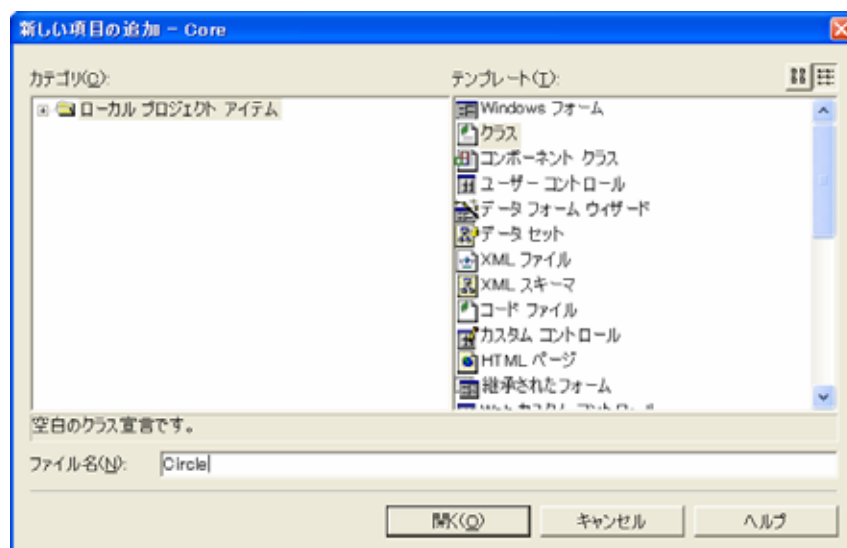 新しい項目の追加 - Core
カテゴリ(C):
テンプレート(T):
ローカル プロジェクト アイテム
Windows フォーム
クラス
コンポーネント クラス
ユーザー コントロール
データ フォーム ウィザード
データ セット
XML ファイル
XML スキーマ
コード ファイル
カスタム コントロール
HTML ページ
継承されたフォーム
空白のクラス宣言です。
ファイル名(N): Circle
開く(O) キャンセル ヘルプ